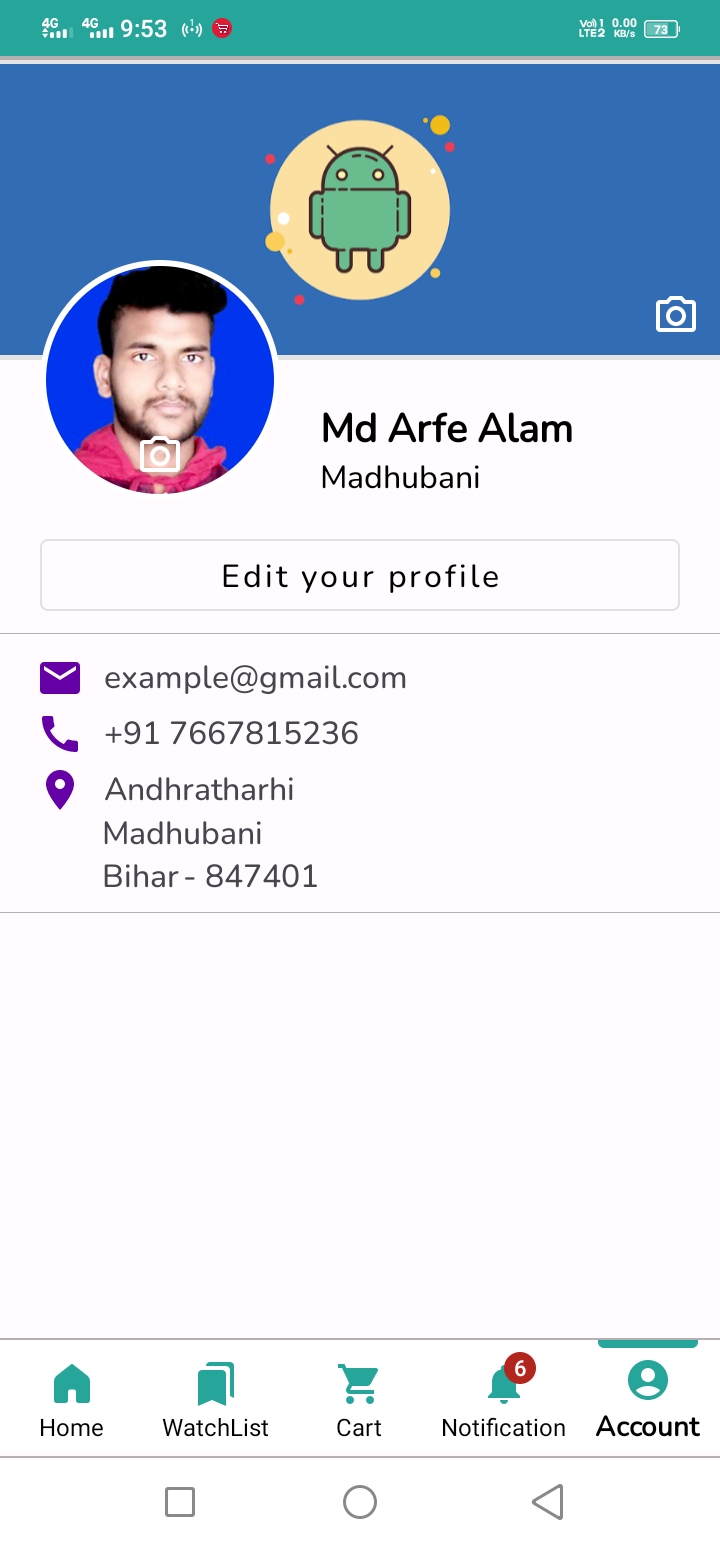 4G 4G 9:53 1 Vo) 1 LTE2 0.00 KB/s 73
Md Arfe Alam
Madhubani
Edit your profile
example@gmail.com
+91 7667815236
Andhratharhi
Madhubani
Bihar - 847401
6
Home WatchList Cart Notification Account